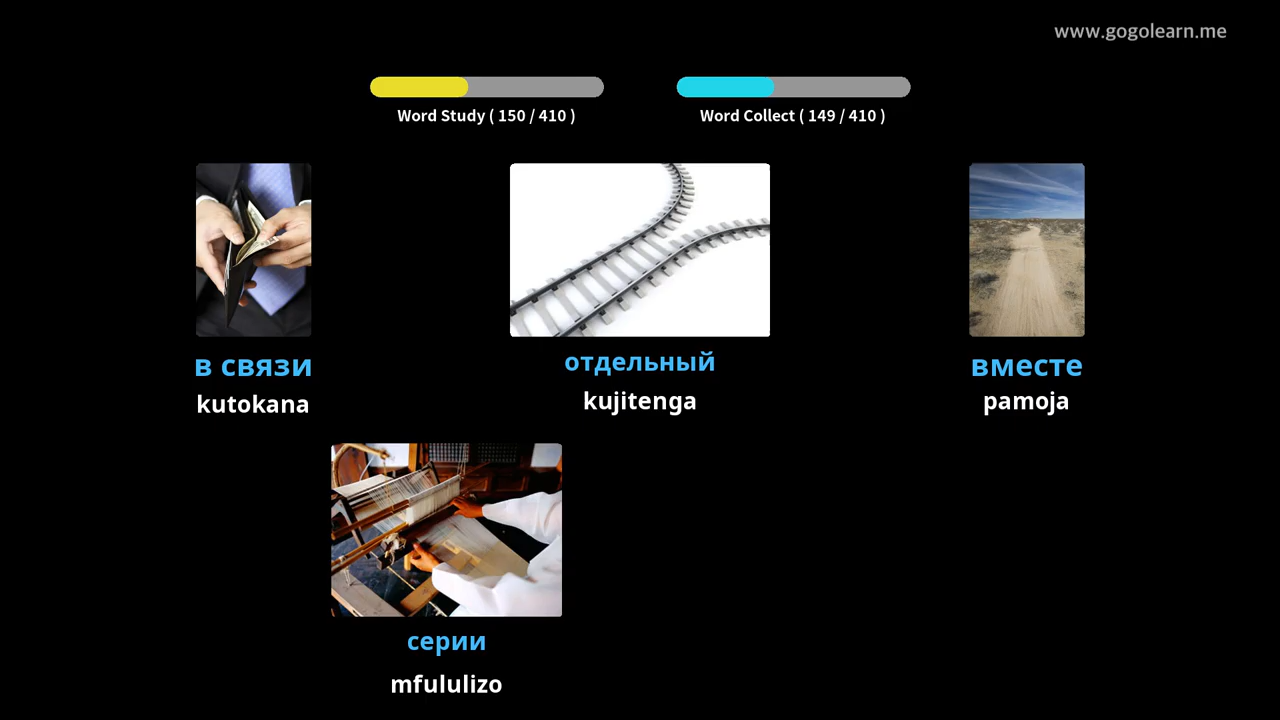 www.gogolearn.me
Word Study ( 150 / 410 )
Word Collect ( 149 / 410 )
в связи
отдельный
вместе
kutokana
kujitenga
pamoja
серии
mfululizo